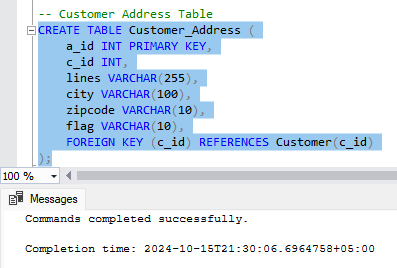 -- Customer Address Table
CREATE TABLE Customer_Address (
a_id INT PRIMARY KEY,
c_id INT,
lines VARCHAR(255),
city VARCHAR(100),
zipcode VARCHAR(10),
flag VARCHAR(10),
FOREIGN KEY (c_id) REFERENCES Customer(c_id)
);
100 %
Messages
Commands completed successfully.
Completion time: 2024-10-15T21:30:06.6964758+05:00